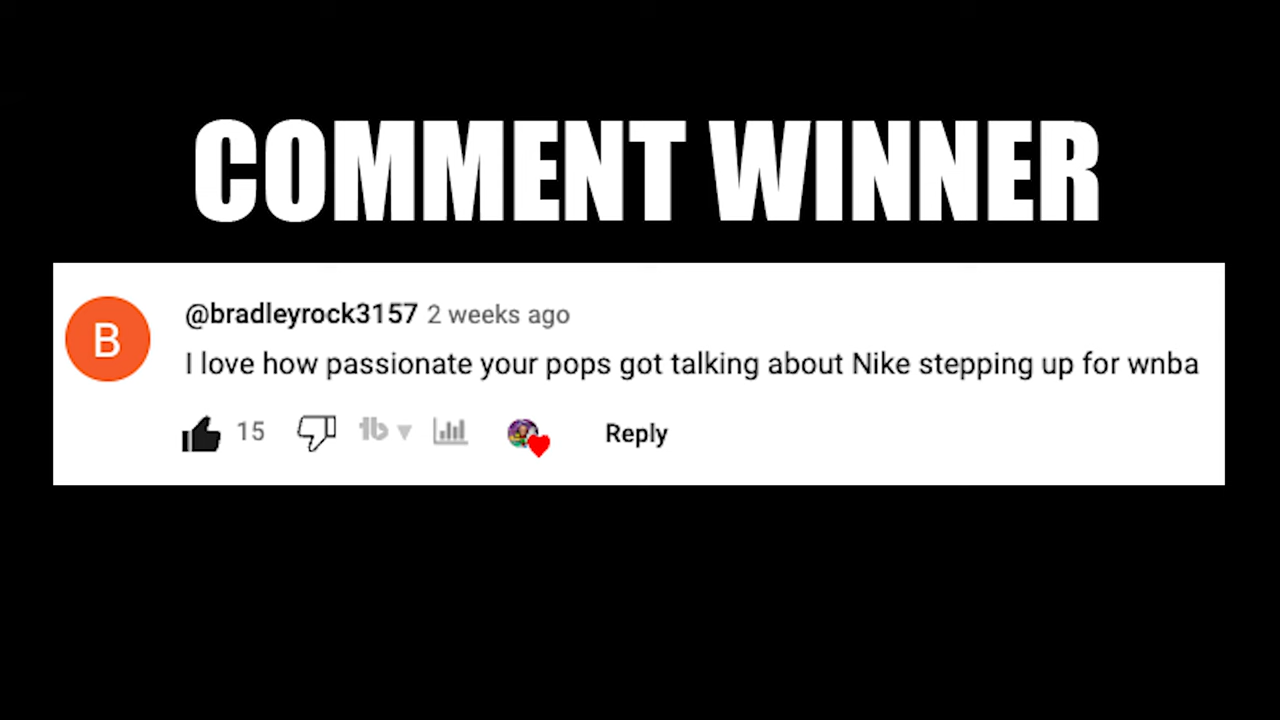 COMMENT WINNER
B
@bradleyrock3157 2 weeks ago
I love how passionate your pops got talking about Nike stepping up for wnba
15 tb Reply